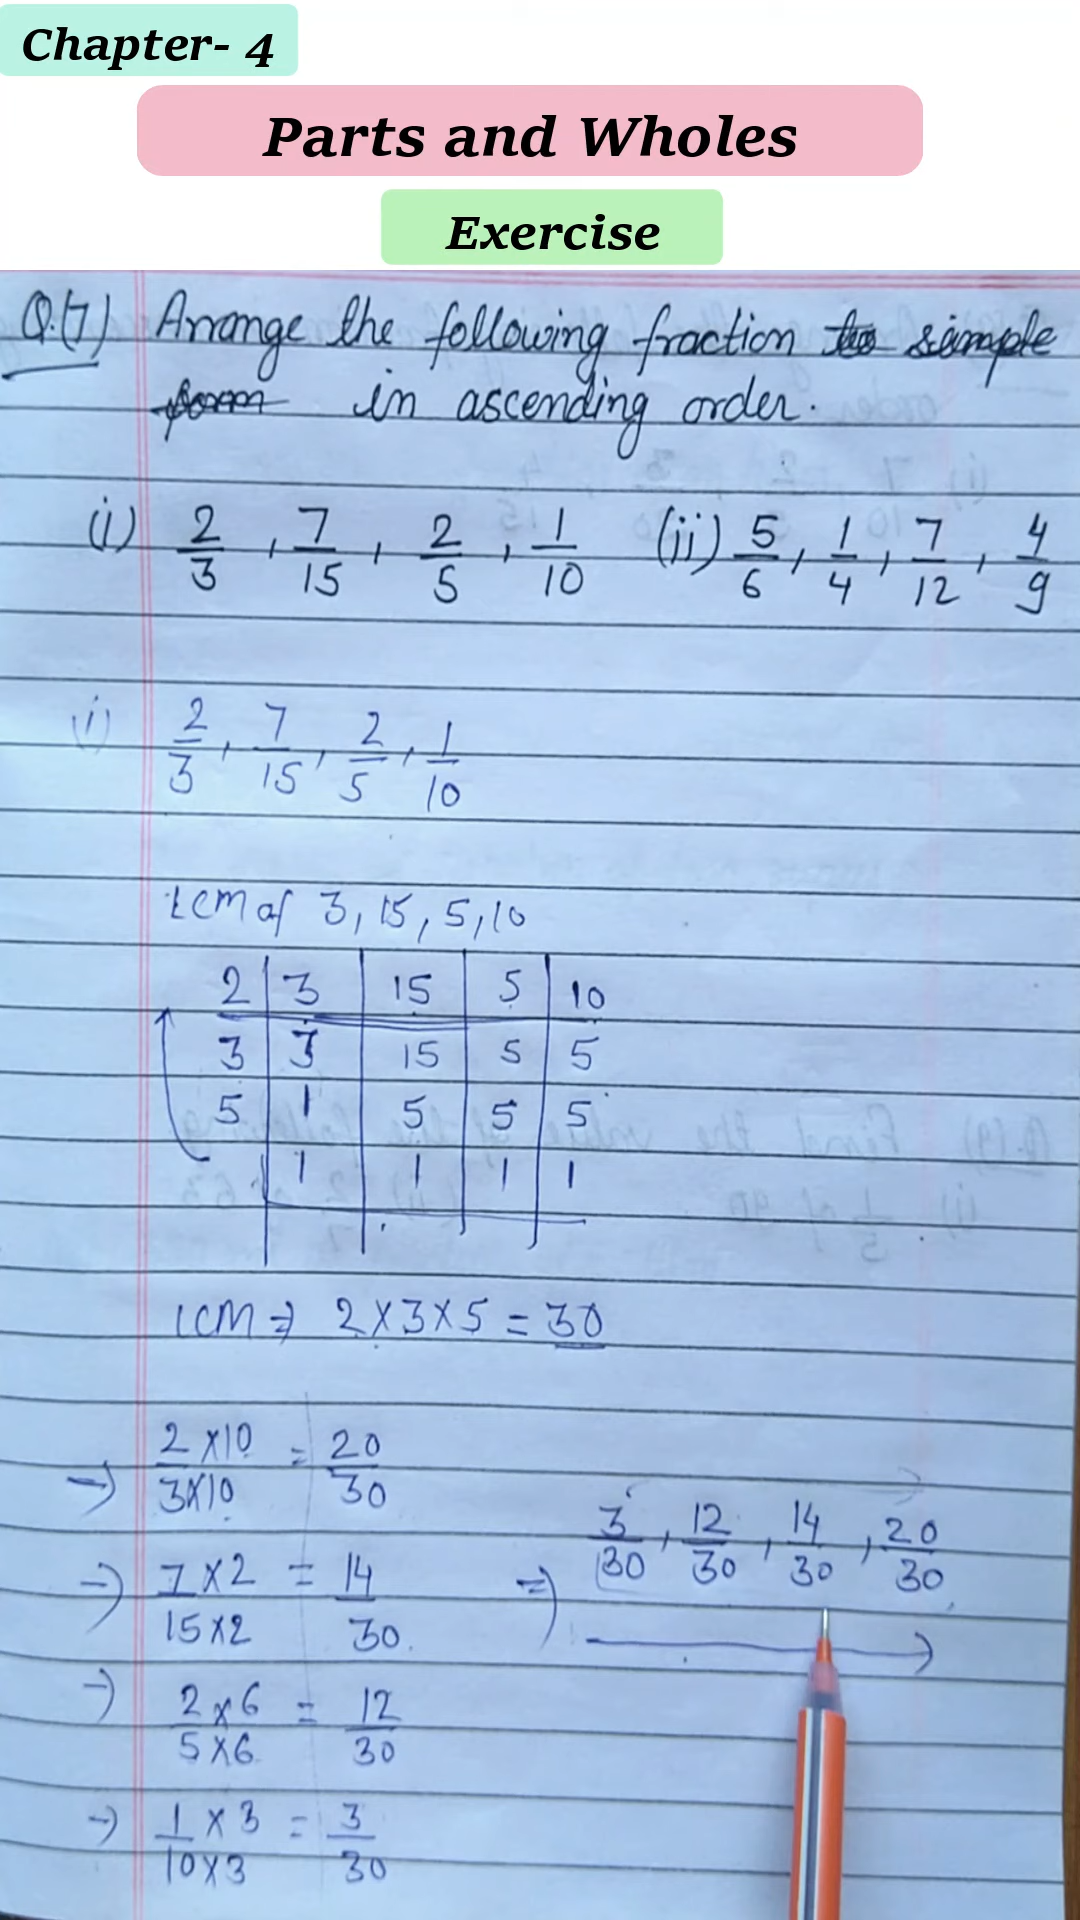 Chapter- 4
Parts and Wholes
Exercise
Q.(7) Arrange the following fraction to simple
form in ascending order.
(i) 2/3, 7/15, 2/5, 1/10 (ii) 5/6, 1/4, 7/12, 4/9
(i) 2/3, 7/15, 2/5, 1/10
LCM of 3, 15, 5, 10
2 | 3 | 15 | 5 | 10
3 | 3 | 15 | 5 | 5
5 | 1 | 5 | 5 | 5
1 | 1 | 1 | 1
LCM ⇒ 2×3×5 = 30
→ 2×10/3×10 = 20/30
→ 7×2/15×2 = 14/30
⇒ 3/30, 12/30, 14/30, 20/30
→ 2×6/5×6 = 12/30
→ 1×3/10×3 = 3/30